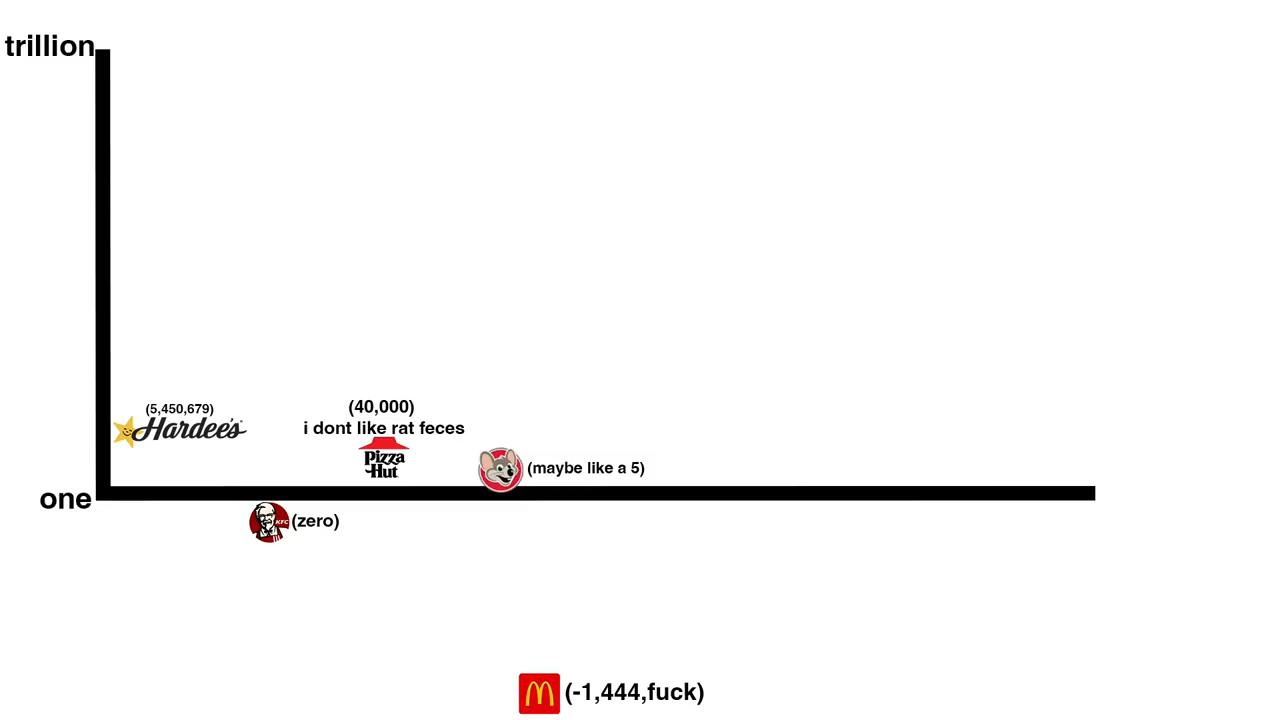 trillion
(5,450,679)
Hardee's
(40,000)
i dont like rat feces
Pizza
Hut
(maybe like a 5)
one
KFC
(zero)
(-1,444,fuck)